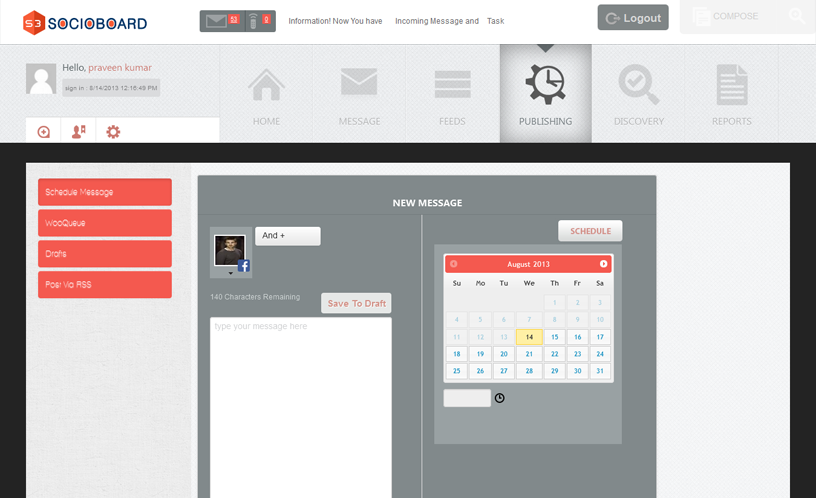 S3 SOCIOBOARD
53
0
Information! Now You have Incoming Message and Task
Logout
COMPOSE
Hello, praveen kumar
sign in : 8/14/2013 12:16:49 PM
HOME
MESSAGE
FEEDS
PUBLISHING
DISCOVERY
REPORTS
Schedule Message
WooQueue
Drafts
Post Via RSS
NEW MESSAGE
And +
f
140 Characters Remaining
Save To Draft
type your message here
SCHEDULE
August 2013
Su Mo Tu We Th Fr Sa
1 2 3
4 5 6 7 8 9 10
11 12 13 14 15 16 17
18 19 20 21 22 23 24
25 26 27 28 29 30 31